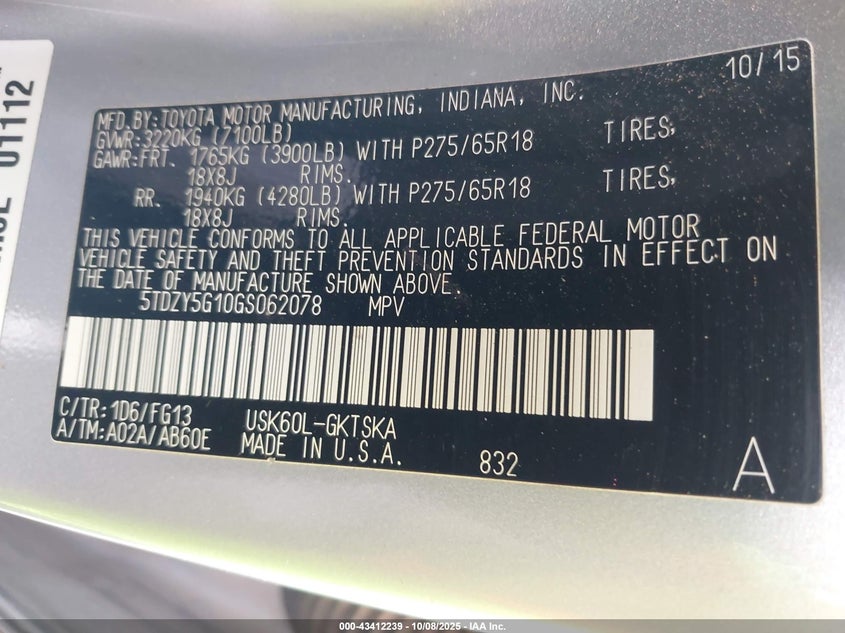 10/15
MFD.BY:TOYOTA MOTOR MANUFACTURING, INDIANA, INC.
GVWR:3220KG (7100LB)
GAWR:FRT. 1765KG (3900LB) WITH P275/65R18 TIRES,
18X8J RIMS.
RR. 1940KG (4280LB) WITH P275/65R18 TIRES,
18X8J RIMS.
THIS VEHICLE CONFORMS TO ALL APPLICABLE FEDERAL MOTOR
VEHICLE SAFETY AND THEFT PREVENTION STANDARDS IN EFFECT ON
THE DATE OF MANUFACTURE SHOWN ABOVE.
5TDZY5G10GS062078 MPV
C/TR:1D6/FG13 USK60L-GKTSKA
A/TM:A02A/AB60E MADE IN U.S.A. 832 A
01112
000-43412239 - 10/08/2025 - IAA Inc.